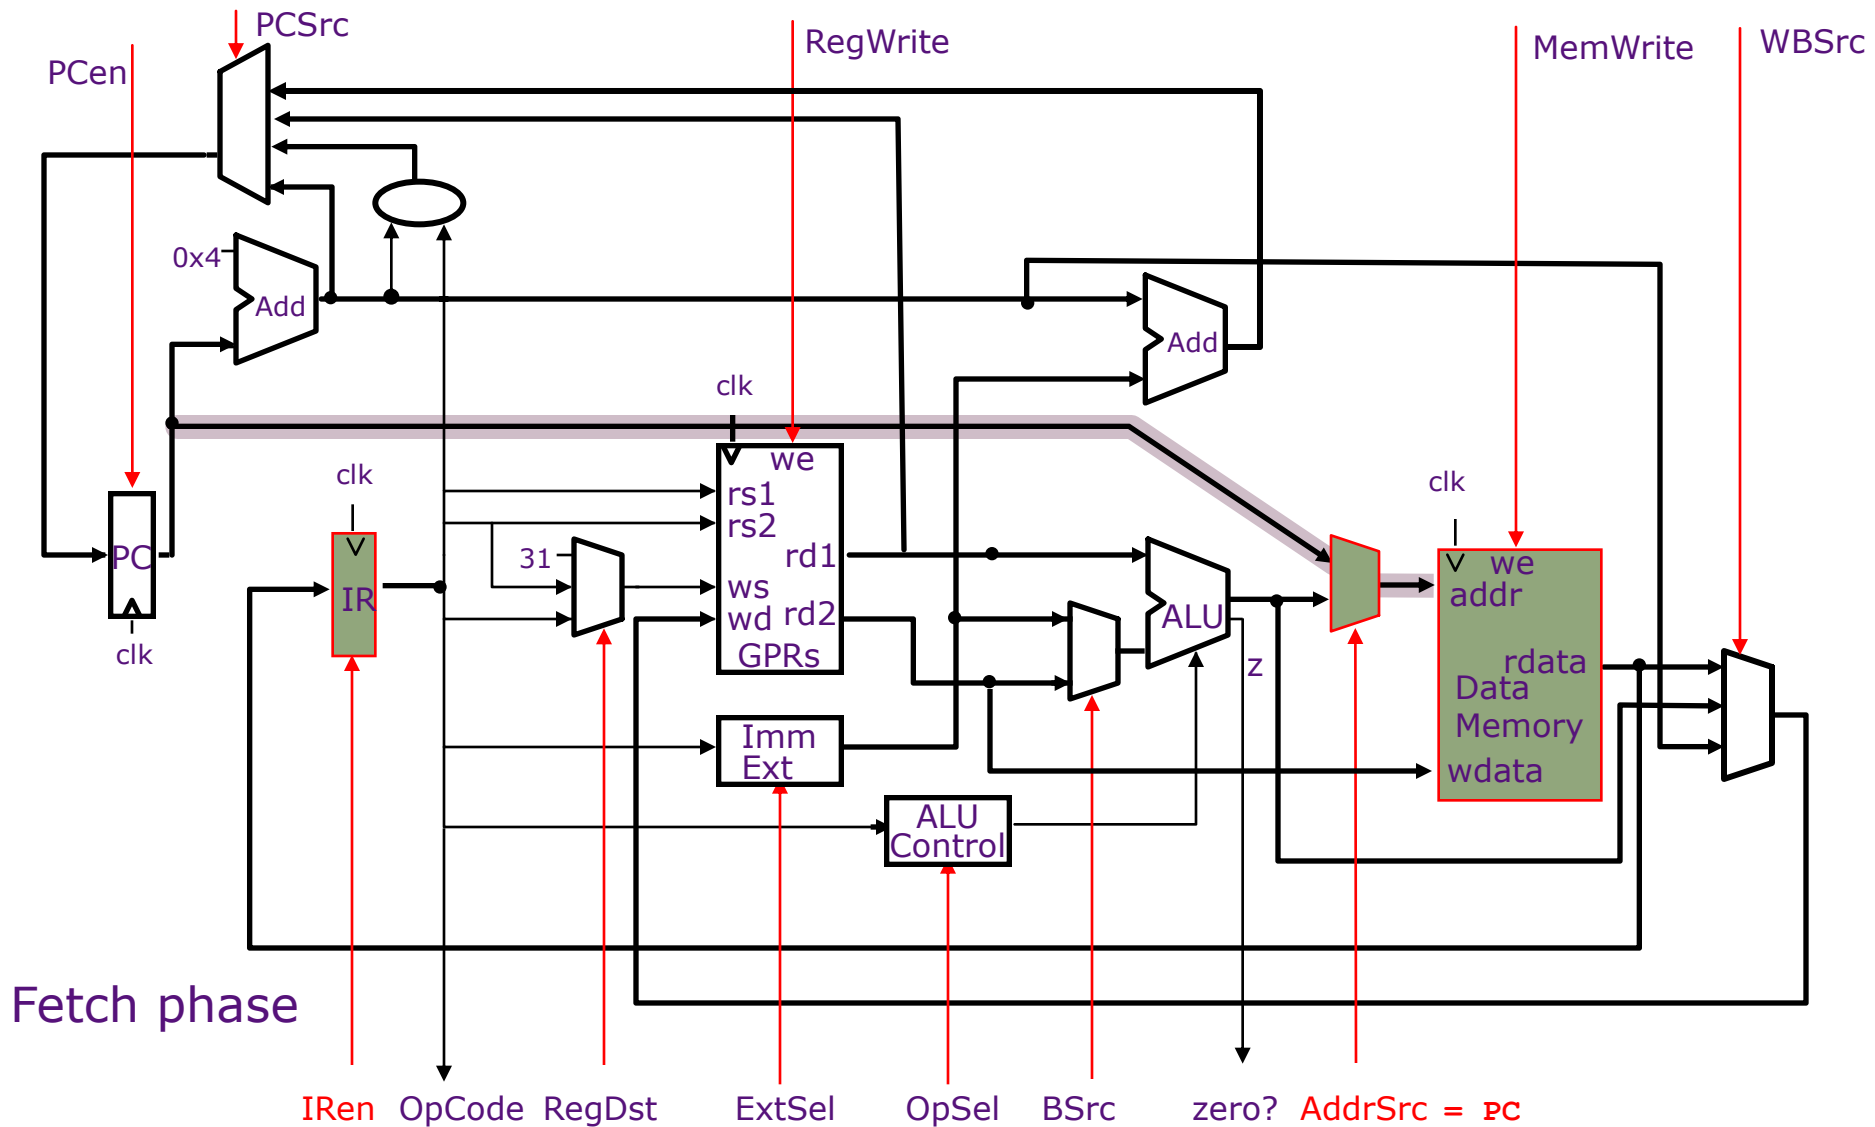 PCSrc
RegWrite
MemWrite
WBSrc
PCen
0x4
Add
Add
clk
we
rs1
rs2
rd1
ws
wd
rd2
GPRs
clk
IR
PC
clk
31
ALU
z
clk
we
addr
rdata
Data
Memory
wdata
Imm
Ext
ALU
Control
Fetch phase
IRen
OpCode
RegDst
ExtSel
OpSel
BSrc
zero?
AddrSrc = PC